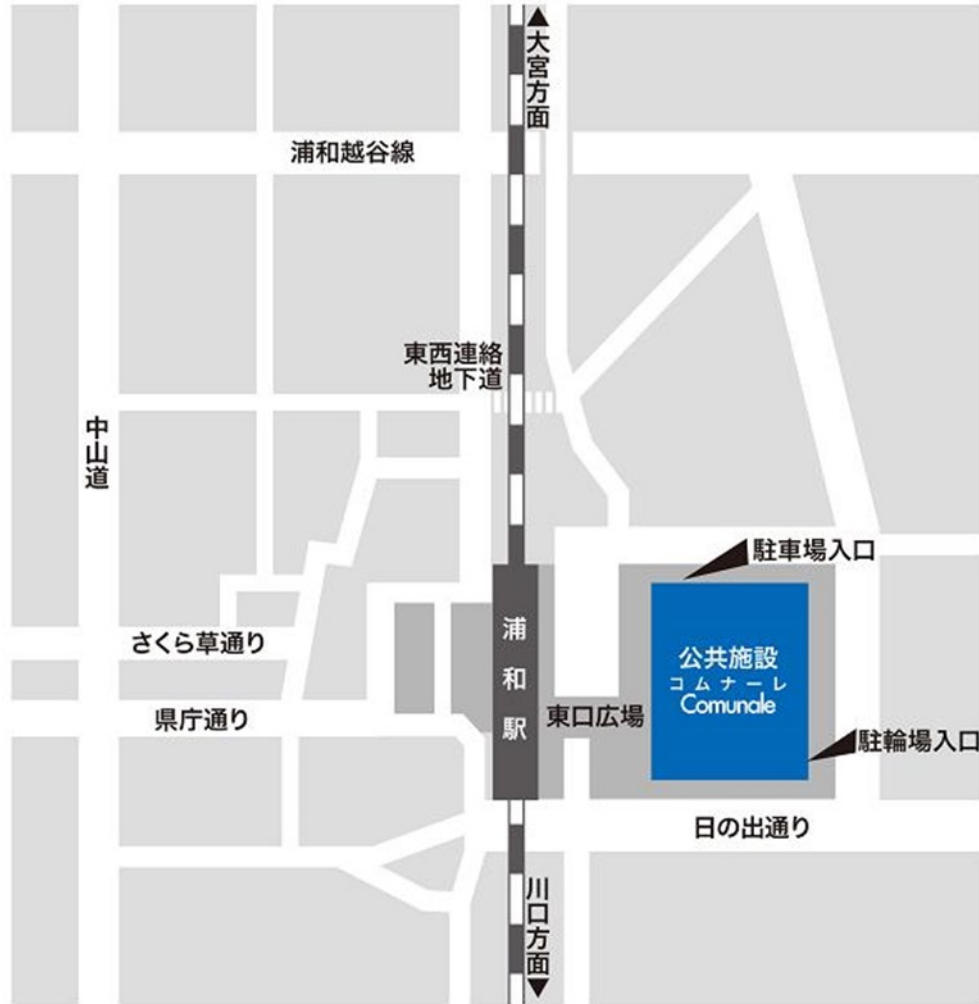 ▲大宮方面
浦和越谷線
東西連絡
地下道
中山道
駐車場入口
さくら草通り
浦和駅
公共施設
コムナーレ
Comunale
県庁通り
東口広場
駐輪場入口
日の出通り
川口方面▼